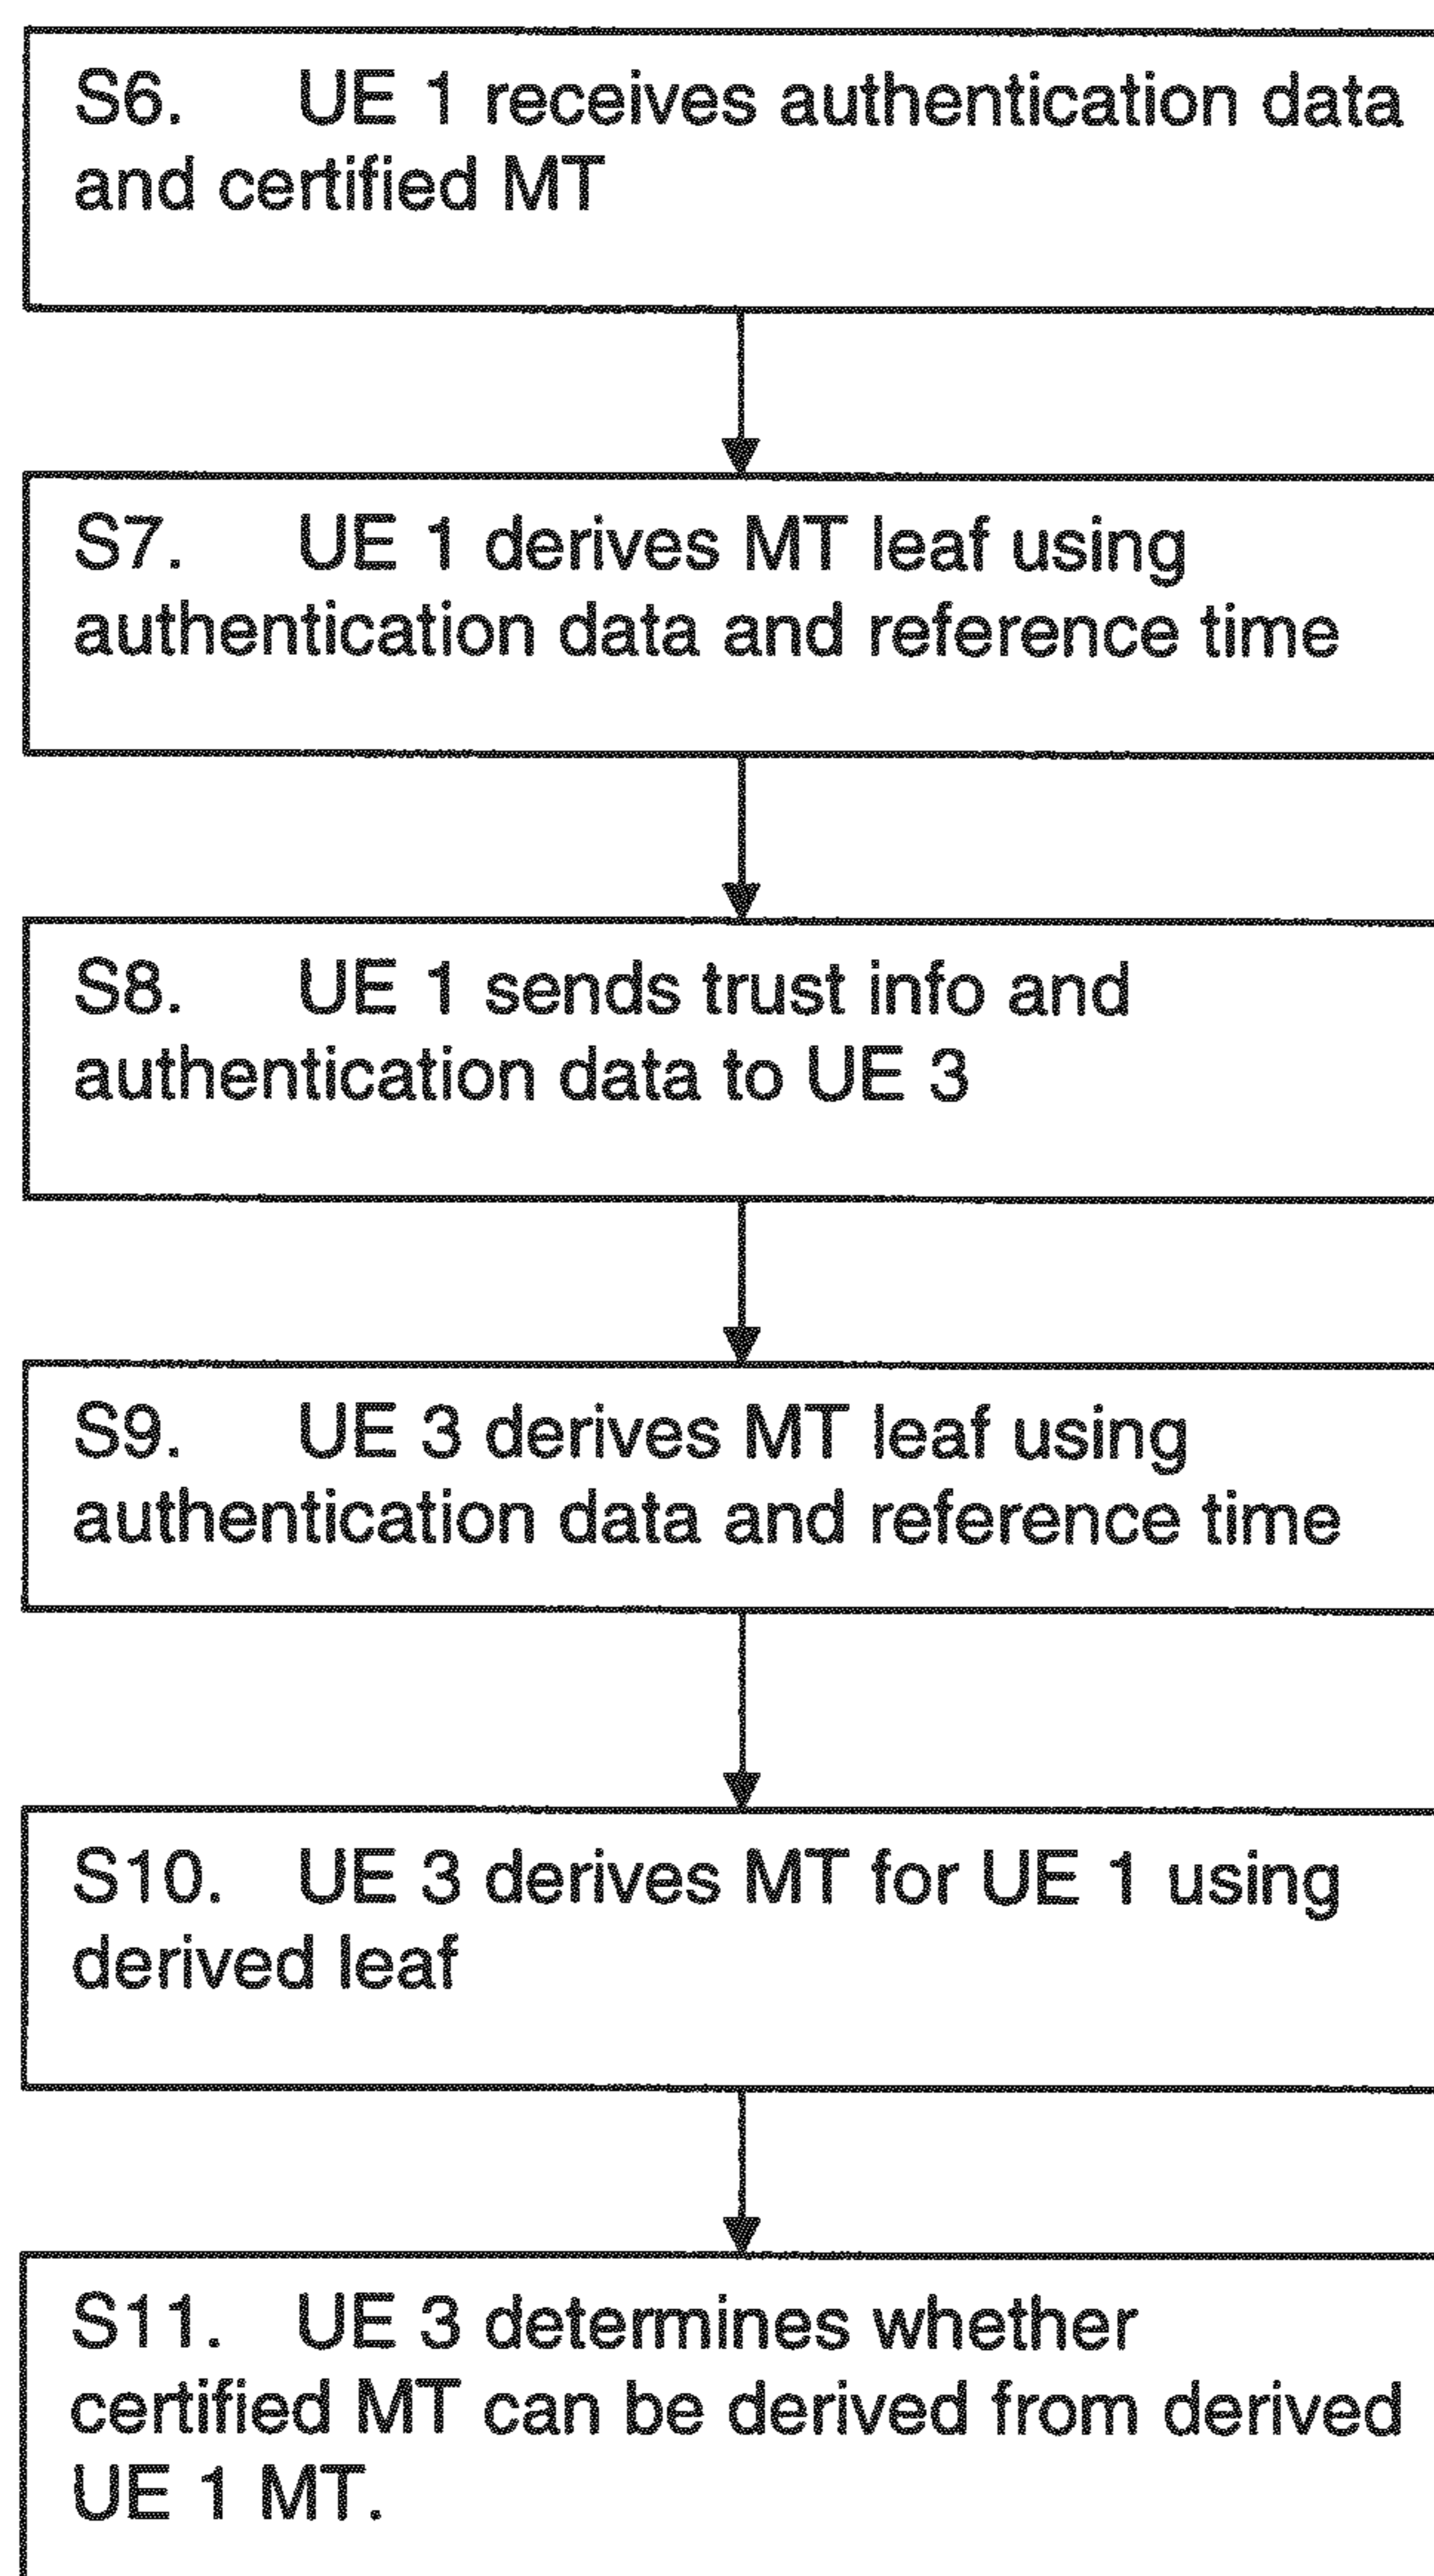 S6. UE 1 receives authentication data
and certified MT
S7. UE 1 derives MT leaf using
authentication data and reference time
S8. UE 1 sends trust info and
authentication data to UE 3
S9. UE 3 derives MT leaf using
authentication data and reference time
S10. UE 3 derives MT for UE 1 using
derived leaf
S11. UE 3 determines whether
certified MT can be derived from derived
UE 1 MT.